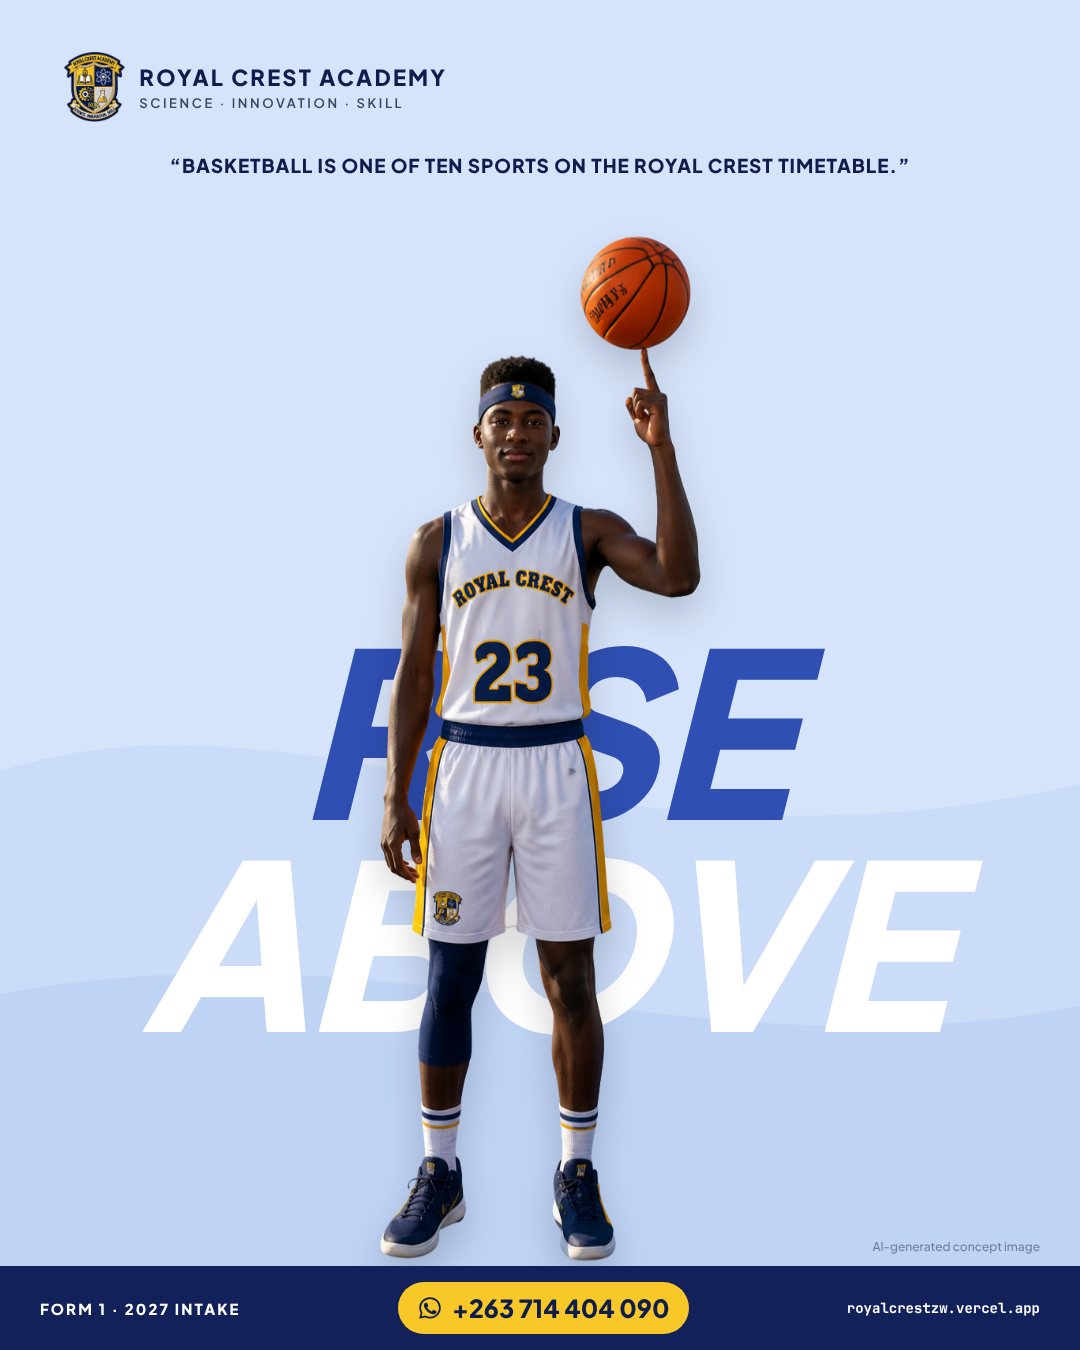 ROYAL CREST ACADEMY
SCIENCE · INNOVATION · SKILL
“BASKETBALL IS ONE OF TEN SPORTS ON THE ROYAL CREST TIMETABLE.”
ROYAL CREST
23
RISE
ABOVE
AI-generated concept image
FORM 1 · 2027 INTAKE
+263 714 404 090
royalcrestzw.vercel.app